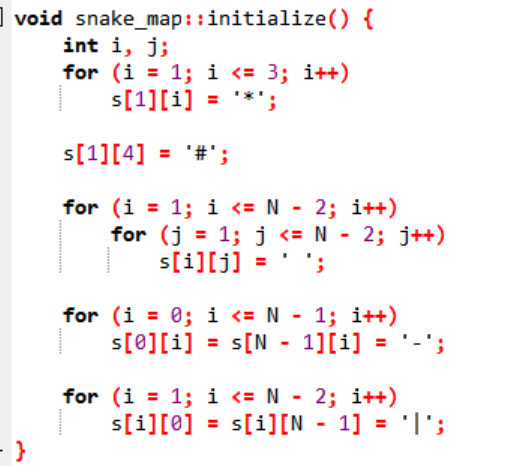 void snake_map::initialize() {
    int i, j;
    for (i = 1; i <= 3; i++)
        s[1][i] = '*';

    s[1][4] = '#';

    for (i = 1; i <= N - 2; i++)
        for (j = 1; j <= N - 2; j++)
            s[i][j] = ' ';

    for (i = 0; i <= N - 1; i++)
        s[0][i] = s[N - 1][i] = '-';

    for (i = 1; i <= N - 2; i++)
        s[i][0] = s[i][N - 1] = '|';
}